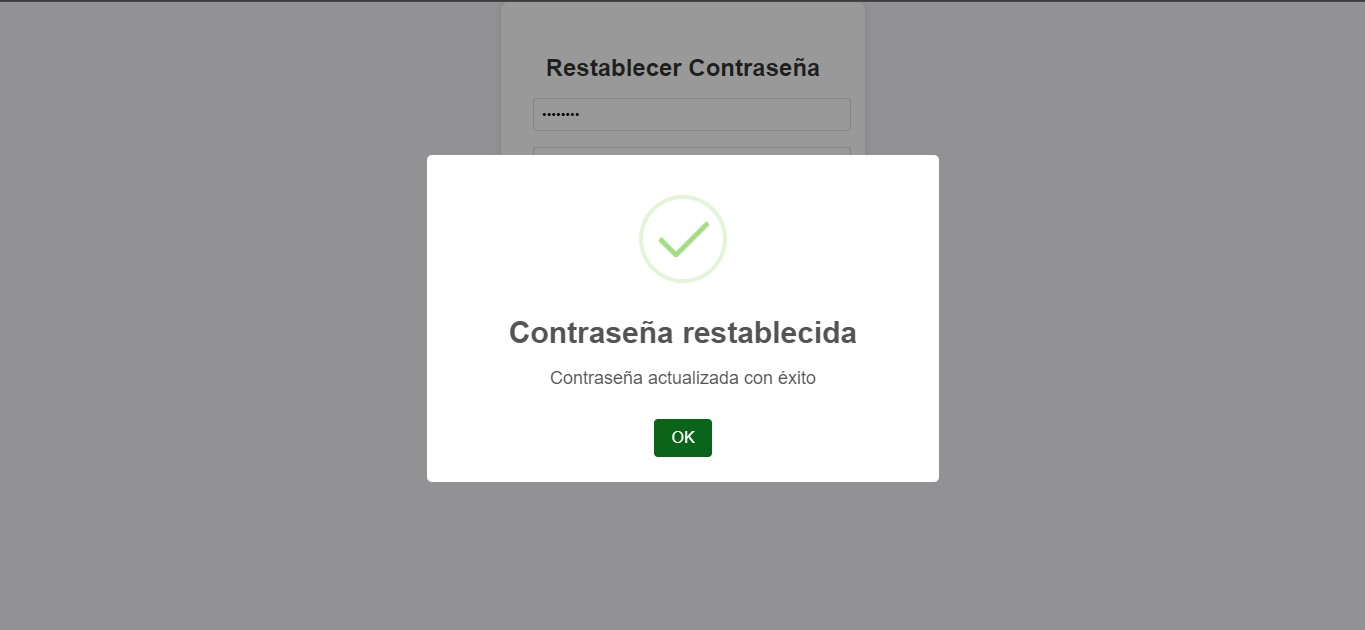 Restablecer Contraseña
••••••••
Contraseña restablecida
Contraseña actualizada con éxito
OK